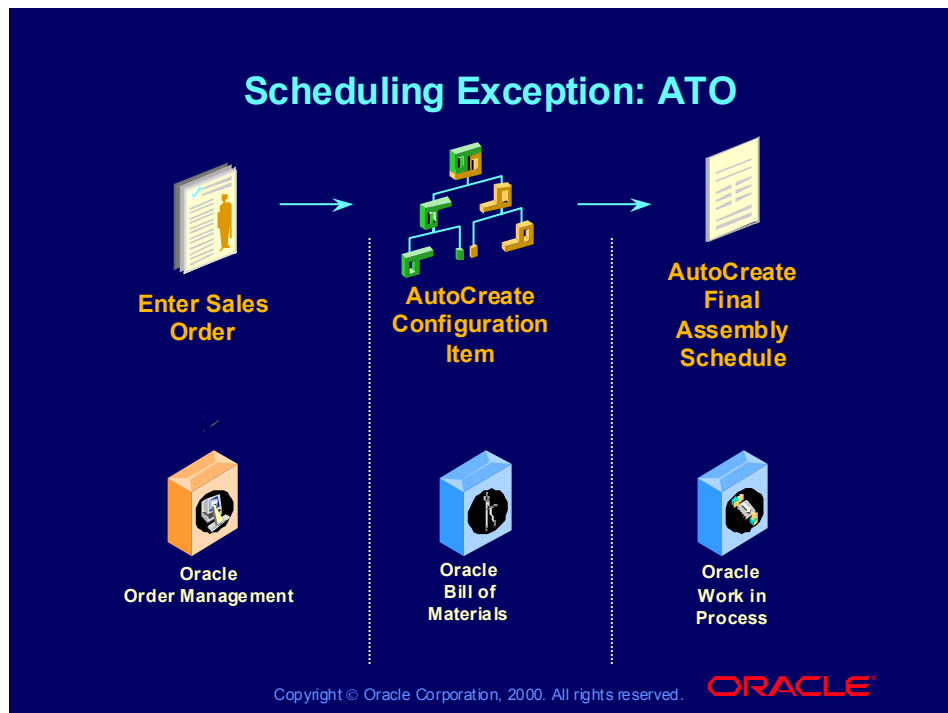 Scheduling Exception: ATO
Enter Sales
Order
AutoCreate
Configuration
Item
AutoCreate
Final
Assembly
Schedule
Oracle
Order Management
Oracle
Bill of
Materials
Oracle
Work in
Process
Copyright © Oracle Corporation, 2000. All rights reserved.
ORACLE®